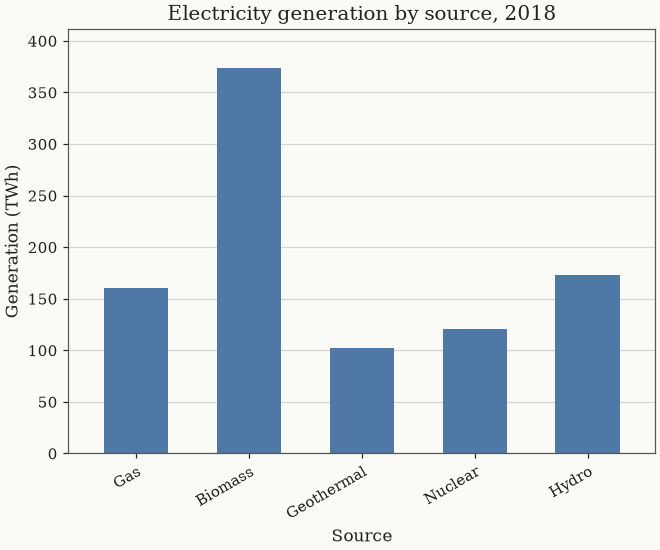 Electricity generation by source, 2018
Generation (TWh)
400
350
300
250
200
150
100
50
0
Gas
Biomass
Geothermal
Nuclear
Hydro
Source